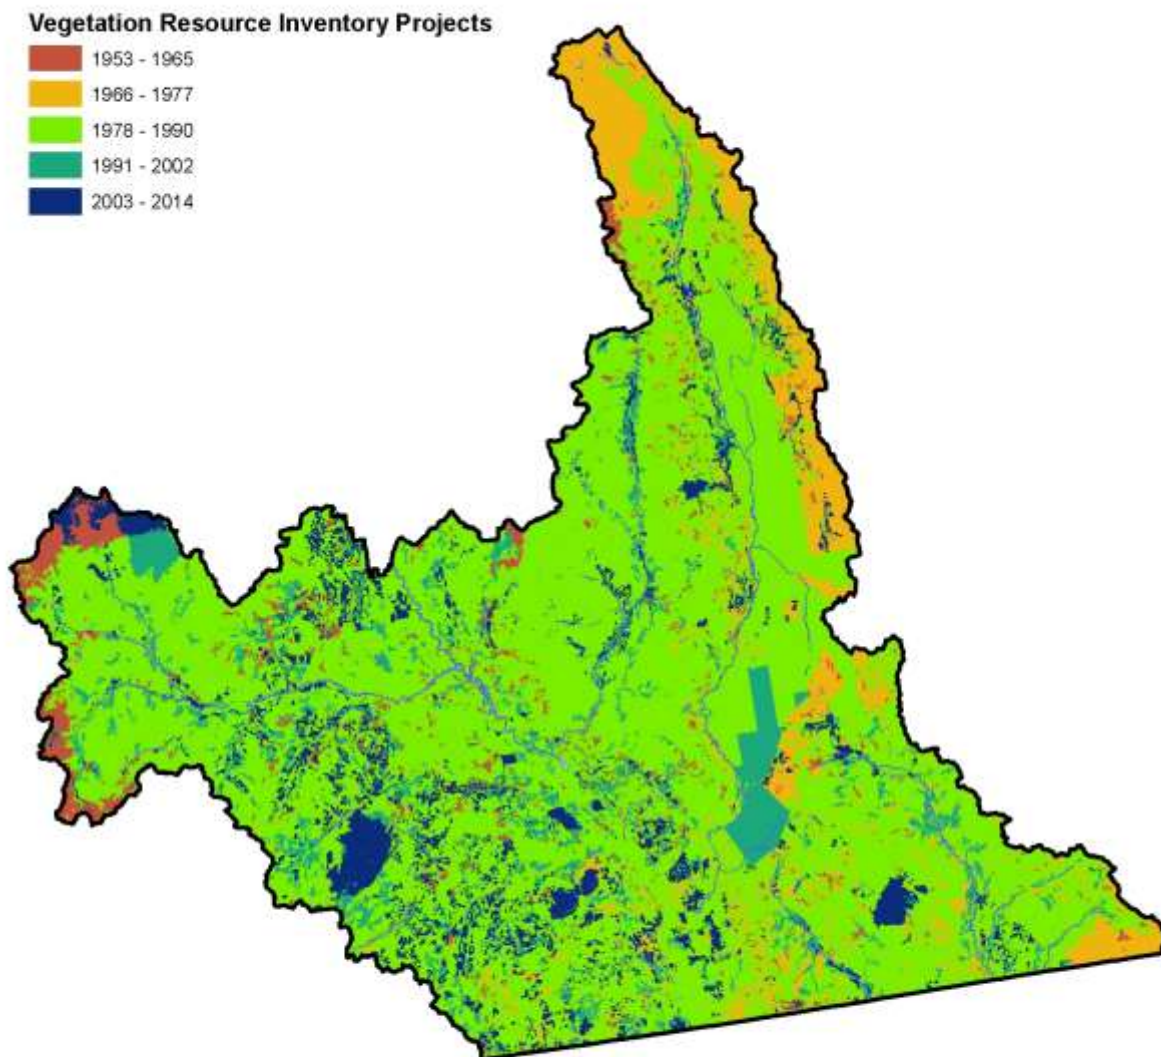 Vegetation Resource Inventory Projects
1953 - 1965
1966 - 1977
1978 - 1990
1991 - 2002
2003 - 2014